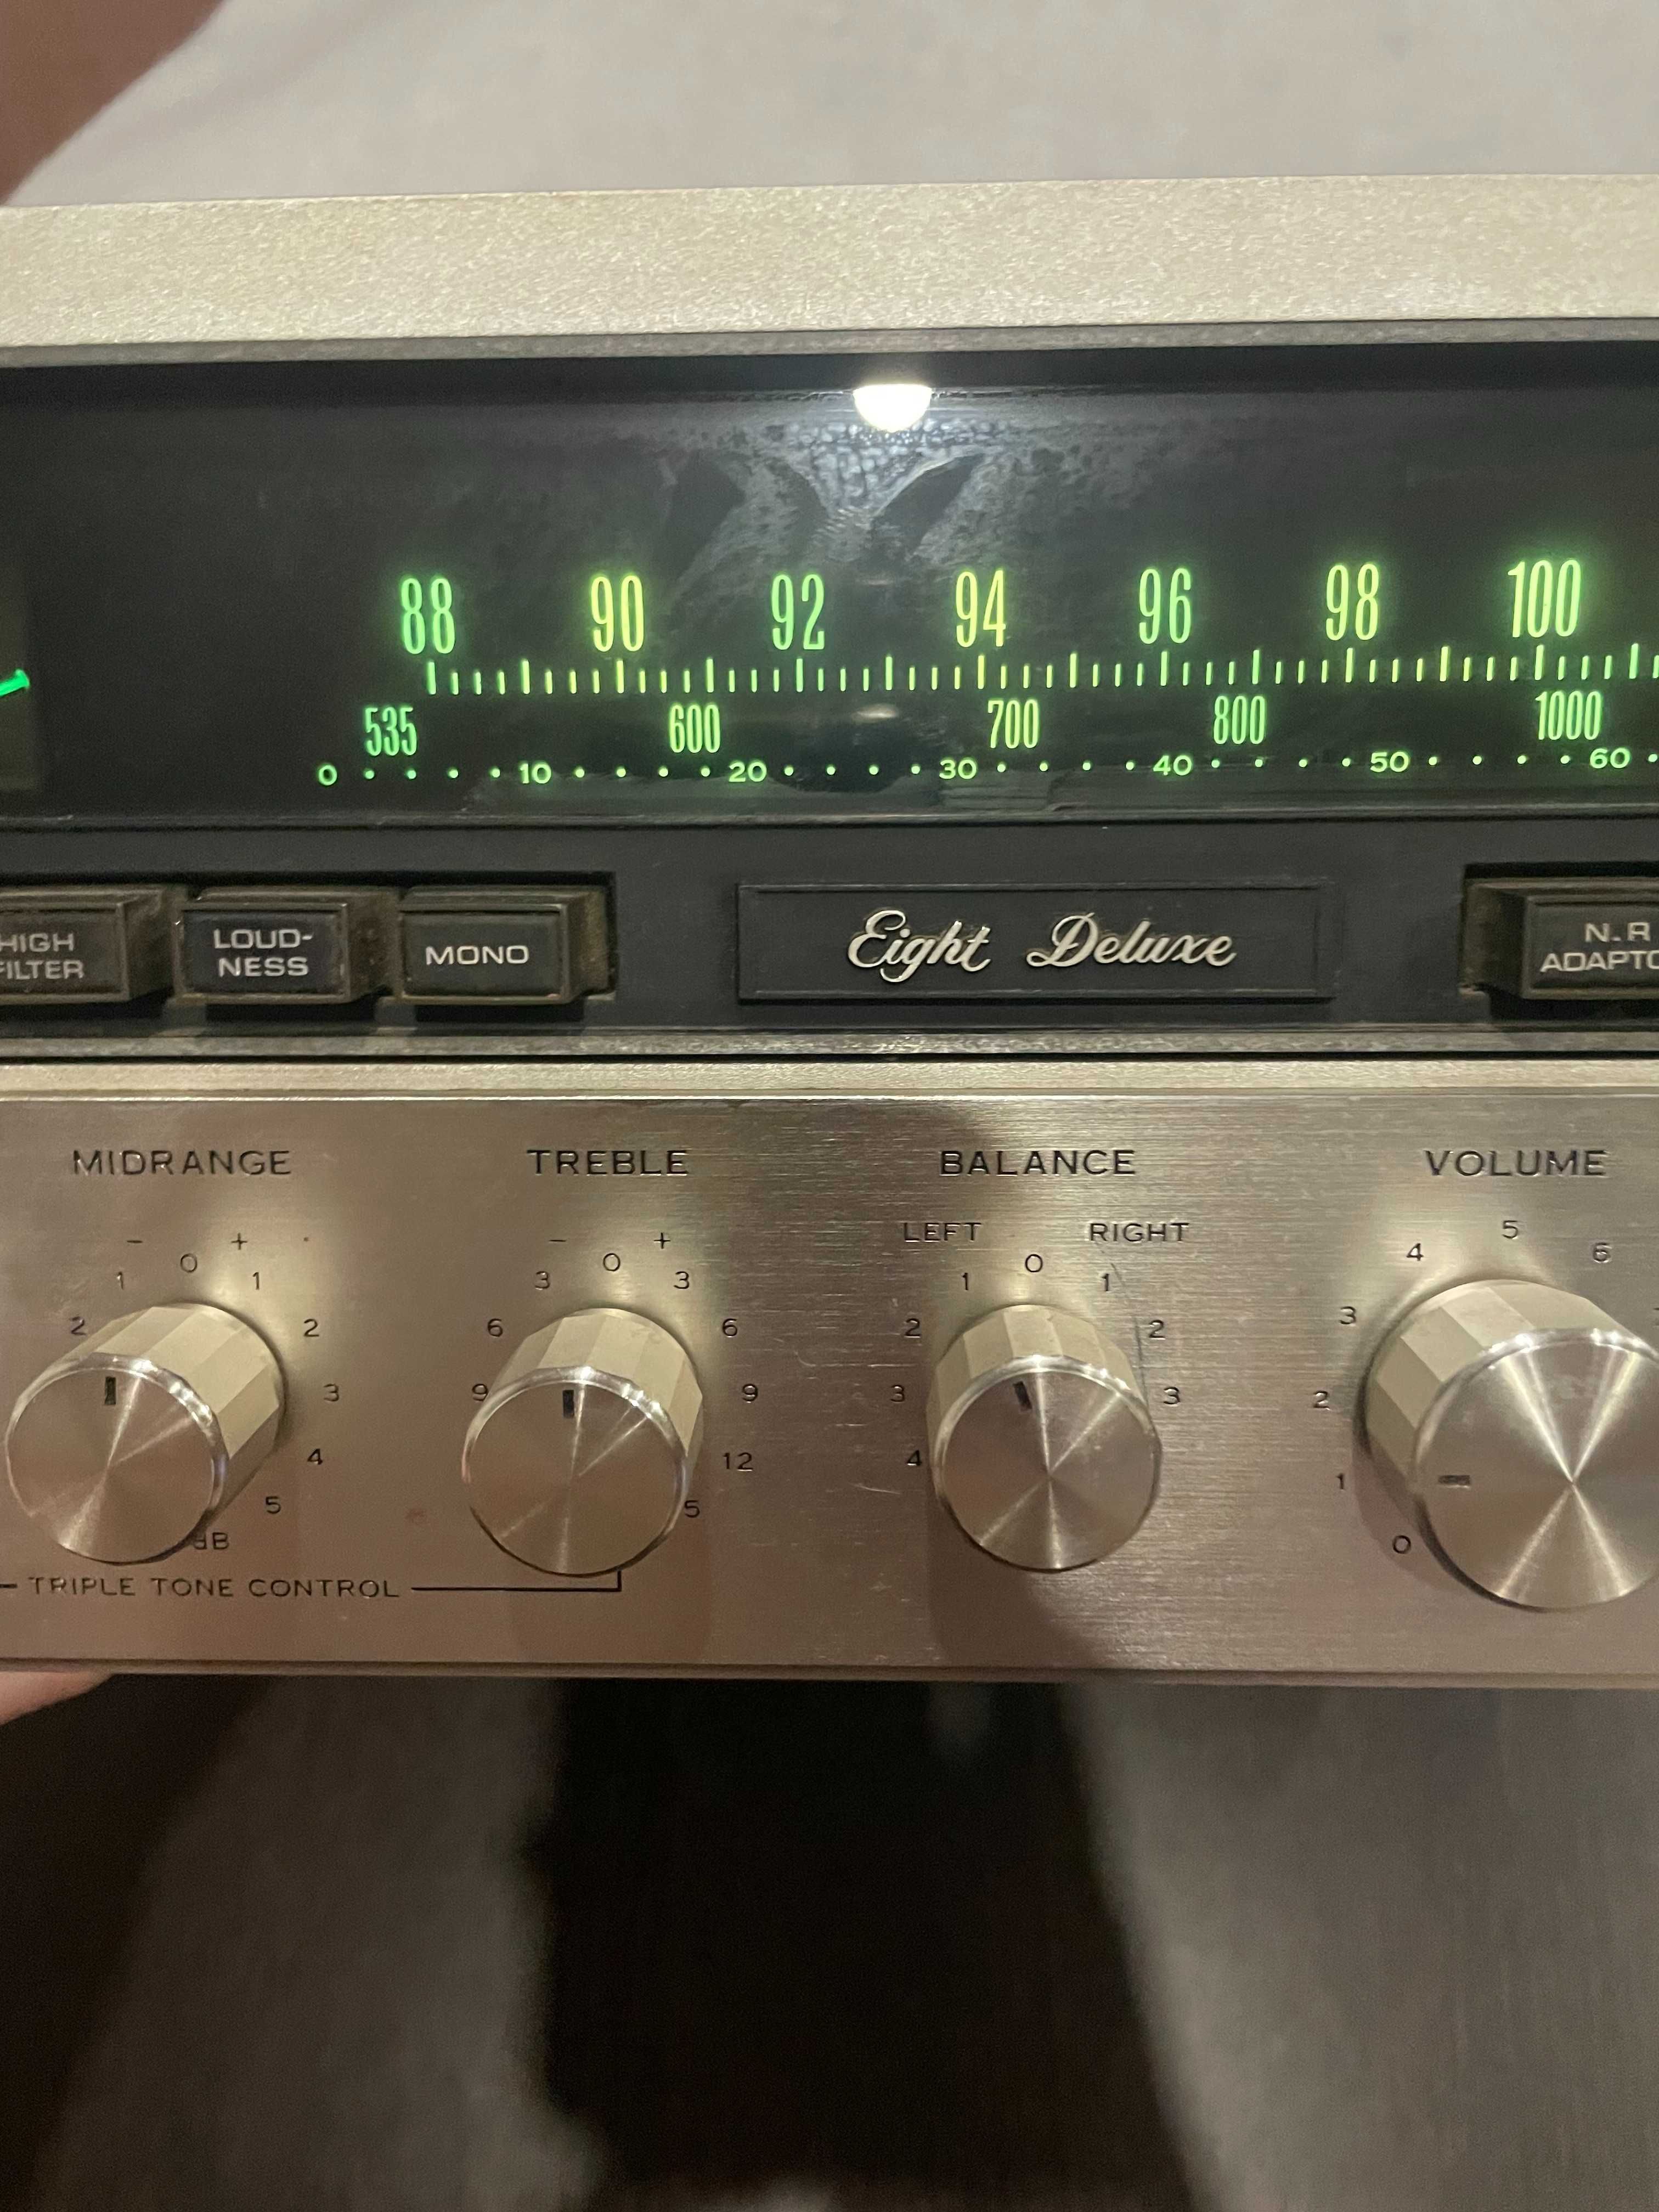 88 90 92 94 96 98 100
535 600 700 800 1000
0 10 20 30 40 50 60
HIGH
FILTER
LOUD-
NESS
MONO
Eight Deluxe
N.R
MIDRANGE
- 0 +
1 1
2 2
3
4
5
dB
TREBLE
- 0 +
3 3
6 6
9 9
12
5
TRIPLE TONE CONTROL
BALANCE
LEFT RIGHT
0
1 1
2 2
3 3
4
VOLUME
5
4 6
3
2
1
0